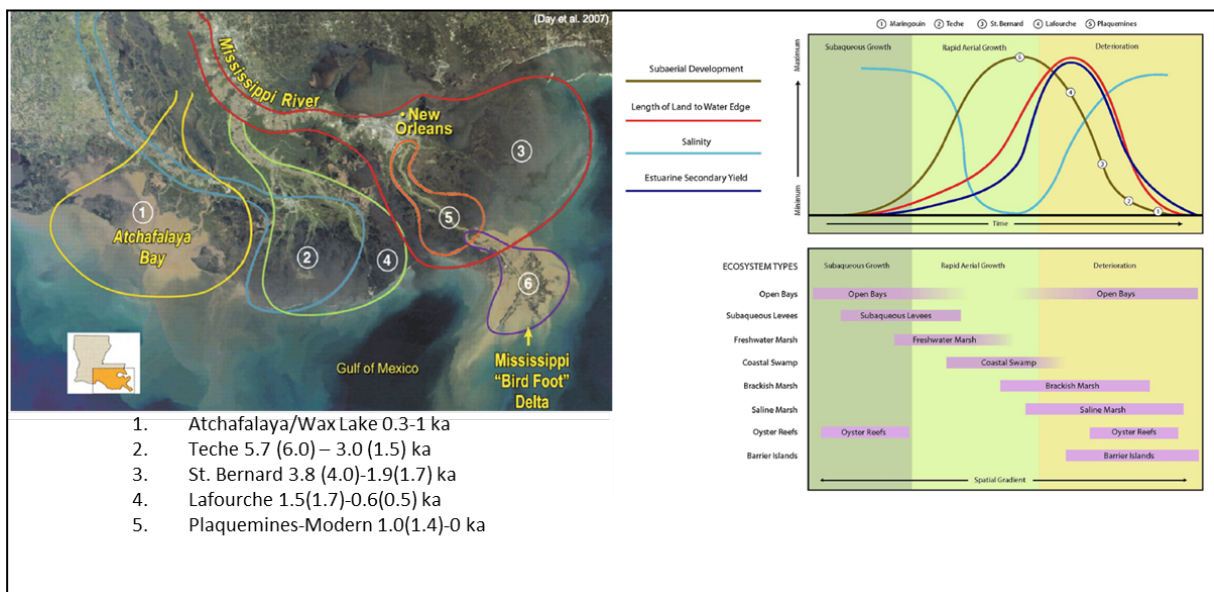 (Day et al. 2007)
Mississippi River
• New
Orleans
3
1
Atchafalaya
Bay
2
4
5
6
Mississippi
"Bird Foot"
Delta
Gulf of Mexico
1. Atchafalaya/Wax Lake 0.3-1 ka
2. Teche 5.7 (6.0) – 3.0 (1.5) ka
3. St. Bernard 3.8 (4.0)-1.9(1.7) ka
4. Lafourche 1.5(1.7)-0.6(0.5) ka
5. Plaquemines-Modern 1.0(1.4)-0 ka
① Maringouin ② Teche ③ St. Bernard ④ Lafourche ⑤ Plaquemines
Subaqueous Growth Rapid Aerial Growth Deterioration
Subaerial Development
Length of Land to Water Edge
Salinity
Estuarine Secondary Yield
Maximum
Minimum
5
4
3
2
1
Time
ECOSYSTEM TYPES Subaqueous Growth Rapid Aerial Growth Deterioration
Open Bays Open Bays Open Bays
Subaqueous Levees Subaqueous Levees
Freshwater Marsh Freshwater Marsh
Coastal Swamp Coastal Swamp
Brackish Marsh Brackish Marsh
Saline Marsh Saline Marsh
Oyster Reefs Oyster Reefs Oyster Reefs
Barrier Islands Barrier Islands
Spatial Gradient